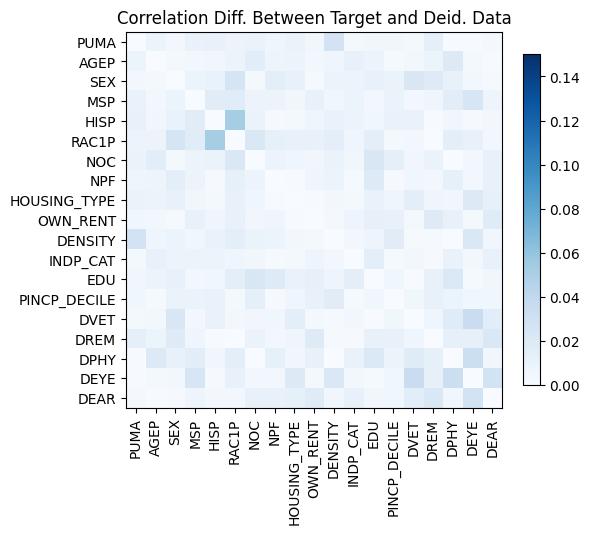 Correlation Diff. Between Target and Deid. Data
PUMA
AGEP
SEX
MSP
HISP
RAC1P
NOC
NPF
HOUSING_TYPE
OWN_RENT
DENSITY
INDP_CAT
EDU
PINCP_DECILE
DVET
DREM
DPHY
DEYE
DEAR
PUMA
AGEP
SEX
MSP
HISP
RAC1P
NOC
NPF
HOUSING_TYPE
OWN_RENT
DENSITY
INDP_CAT
EDU
PINCP_DECILE
DVET
DREM
DPHY
DEYE
DEAR
0.14
0.12
0.10
0.08
0.06
0.04
0.02
0.00